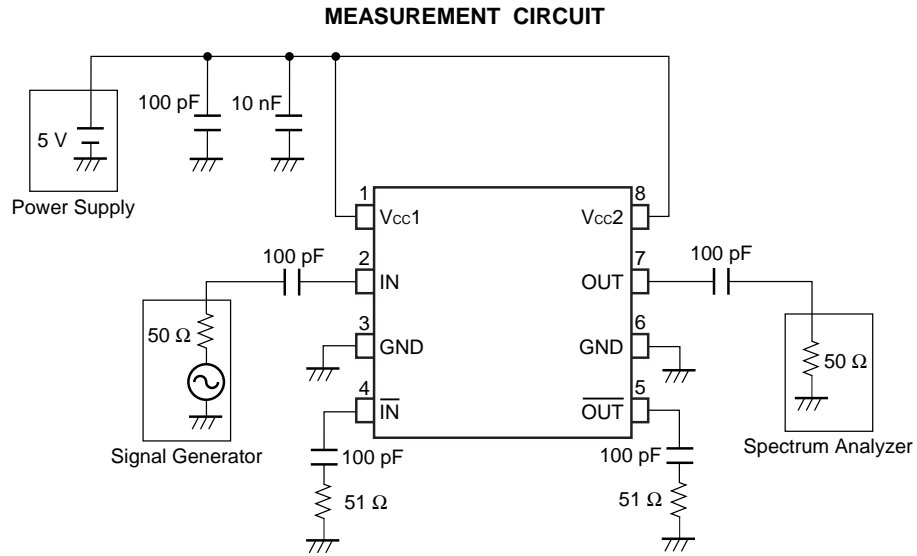 MEASUREMENT CIRCUIT
100 pF
10 nF
5 V
Power Supply
1
8
VCC1
VCC2
100 pF
2
IN
7
OUT
100 pF
50 Ω
3
GND
6
GND
50 Ω
4
IN
5
OUT
Signal Generator
100 pF
100 pF
Spectrum Analyzer
51 Ω
51 Ω